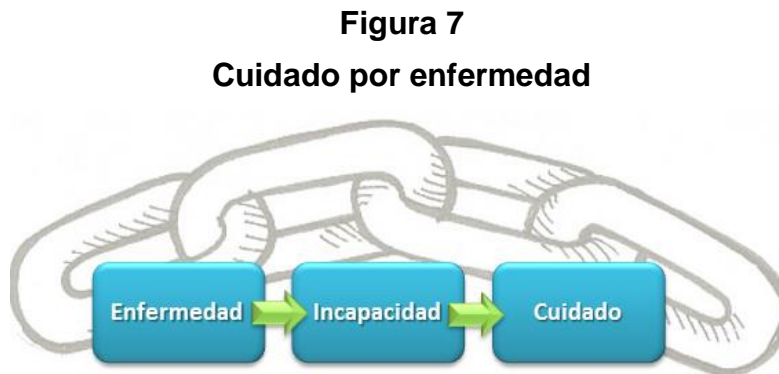 Figura 7
Cuidado por enfermedad
Enfermedad
Incapacidad
Cuidado